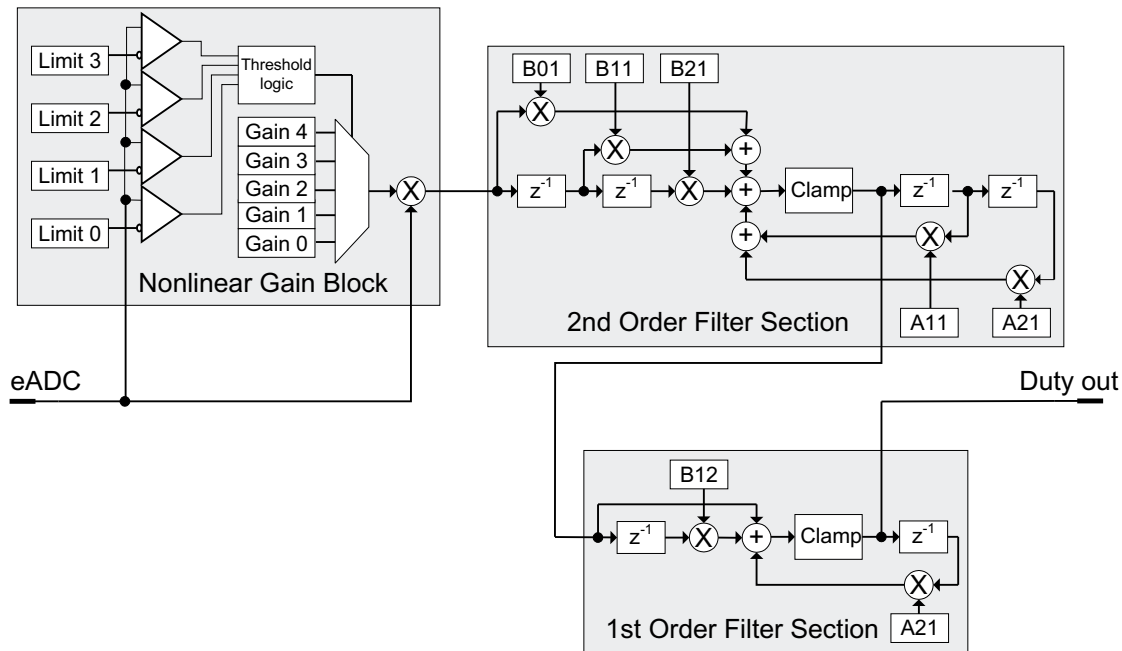 Limit 3
Limit 2
Limit 1
Limit 0
Threshold
logic
Gain 4
Gain 3
Gain 2
Gain 1
Gain 0
X
Nonlinear Gain Block
eADC
B01
B11
B21
X
X
+
z-1
z-1
X
+
Clamp
z-1
z-1
+
X
X
A11
A21
2nd Order Filter Section
Duty out
B12
z-1
X
+
Clamp
z-1
X
A21
1st Order Filter Section